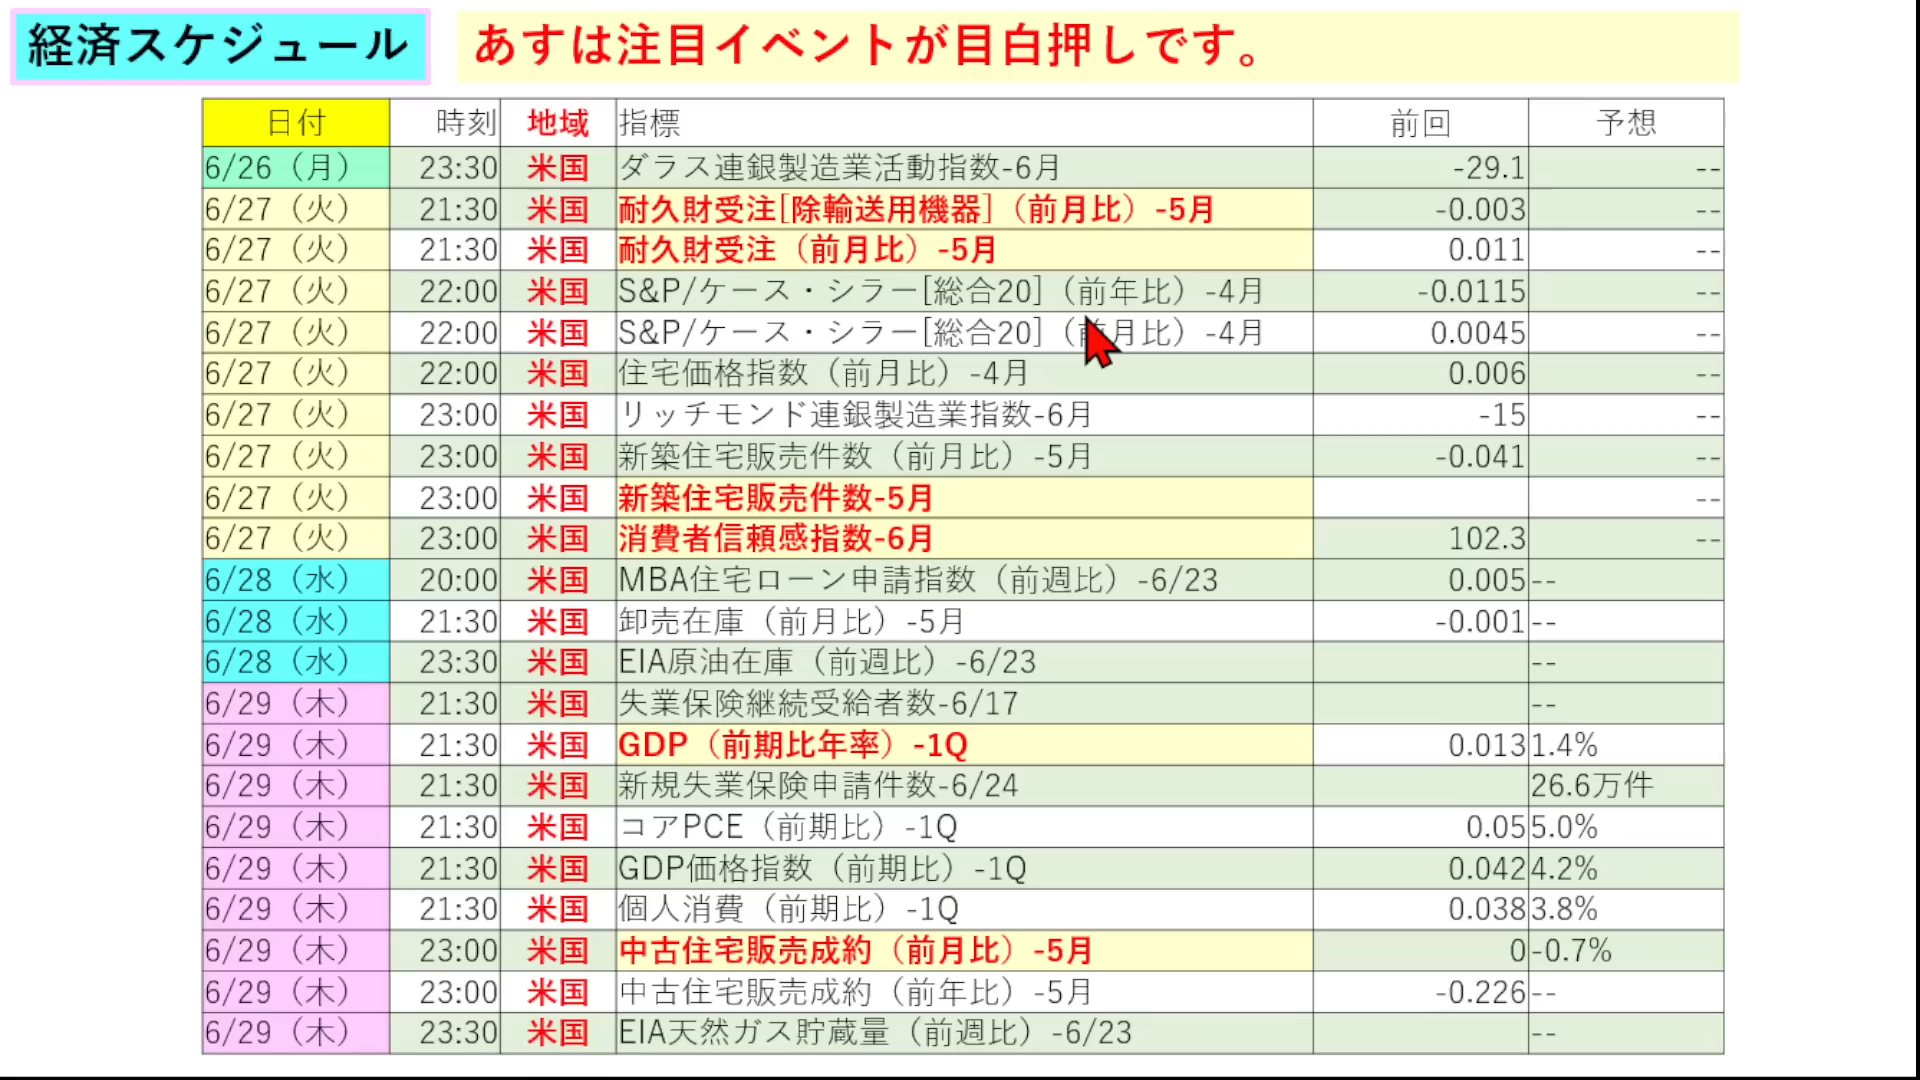 経済スケジュール
あすは注目イベントが目白押しです。
日付 時刻 地域 指標 前回 予想
6/26（月） 23:30 米国 ダラス連銀製造業活動指数-6月 -29.1 --
6/27（火） 21:30 米国 耐久財受注[除輸送用機器]（前月比）-5月 -0.003 --
6/27（火） 21:30 米国 耐久財受注（前月比）-5月 0.011 --
6/27（火） 22:00 米国 S&P/ケース・シラー[総合20]（前年比）-4月 -0.0115 --
6/27（火） 22:00 米国 S&P/ケース・シラー[総合20]（前月比）-4月 0.0045 --
6/27（火） 22:00 米国 住宅価格指数（前月比）-4月 0.006 --
6/27（火） 23:00 米国 リッチモンド連銀製造業指数-6月 -15 --
6/27（火） 23:00 米国 新築住宅販売件数（前月比）-5月 -0.041 --
6/27（火） 23:00 米国 新築住宅販売件数-5月 --
6/27（火） 23:00 米国 消費者信頼感指数-6月 102.3 --
6/28（水） 20:00 米国 MBA住宅ローン申請指数（前週比）-6/23 0.005 --
6/28（水） 21:30 米国 卸売在庫（前月比）-5月 -0.001 --
6/28（水） 23:30 米国 EIA原油在庫（前週比）-6/23 --
6/29（木） 21:30 米国 失業保険継続受給者数-6/17 --
6/29（木） 21:30 米国 GDP（前期比年率）-1Q 0.013 1.4%
6/29（木） 21:30 米国 新規失業保険申請件数-6/24 26.6万件
6/29（木） 21:30 米国 コアPCE（前期比）-1Q 0.05 5.0%
6/29（木） 21:30 米国 GDP価格指数（前期比）-1Q 0.042 4.2%
6/29（木） 21:30 米国 個人消費（前期比）-1Q 0.038 3.8%
6/29（木） 23:00 米国 中古住宅販売成約（前月比）-5月 0 -0.7%
6/29（木） 23:00 米国 中古住宅販売成約（前年比）-5月 -0.226 --
6/29（木） 23:30 米国 EIA天然ガス貯蔵量（前週比）-6/23 --